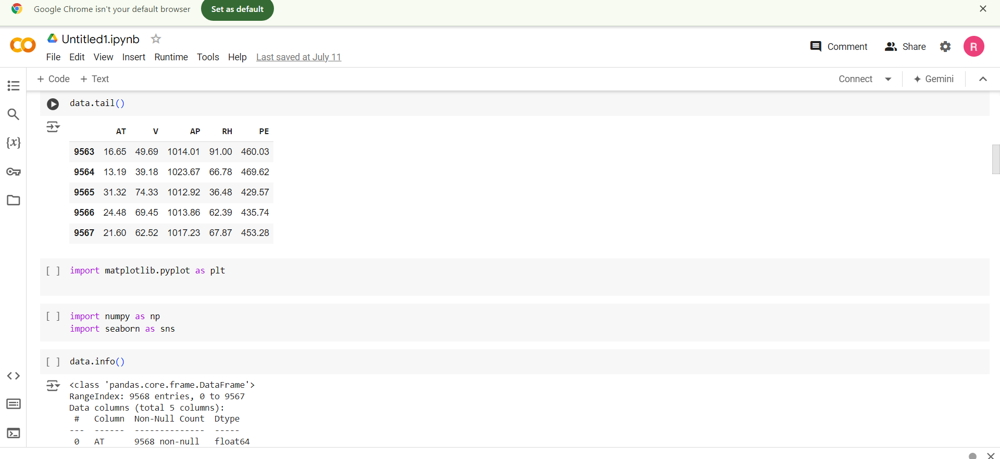 Google Chrome isn't your default browser Set as default
Untitled1.ipynb
Comment Share R
File Edit View Insert Runtime Tools Help Last saved at July 11
+ Code + Text Connect Gemini
data.tail()
AT V AP RH PE
9563 16.65 49.69 1014.01 91.00 460.03
9564 13.19 39.18 1023.67 66.78 469.62
9565 31.32 74.33 1012.92 36.48 429.57
9566 24.48 69.45 1013.86 62.39 435.74
9567 21.60 62.52 1017.23 67.87 453.28
[ ] import matplotlib.pyplot as plt
[ ] import numpy as np
import seaborn as sns
[ ] data.info()
<class 'pandas.core.frame.DataFrame'>
RangeIndex: 9568 entries, 0 to 9567
Data columns (total 5 columns):
# Column Non-Null Count Dtype
--- ------ -------------- -----
0 AT 9568 non-null float64